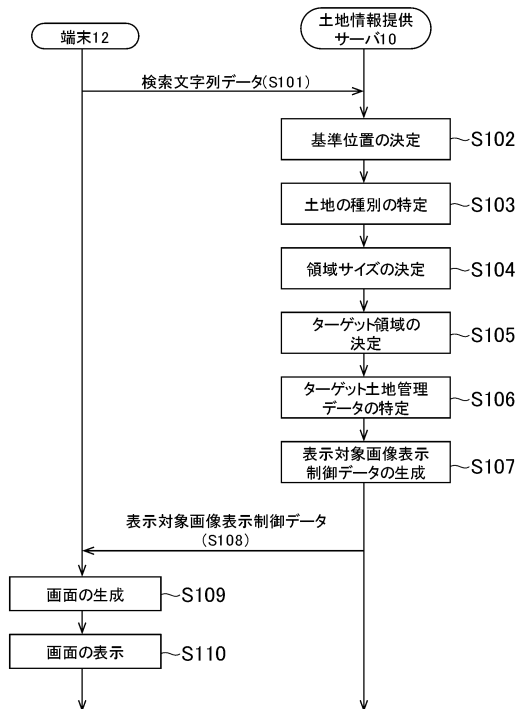 端末12
土地情報提供
サーバ10
検索文字列データ(S101)
基準位置の決定
S102
土地の種別の特定
S103
領域サイズの決定
S104
ターゲット領域の
決定
S105
ターゲット土地管理
データの特定
S106
表示対象画像表示
制御データの生成
S107
表示対象画像表示制御データ
(S108)
画面の生成
S109
画面の表示
S110